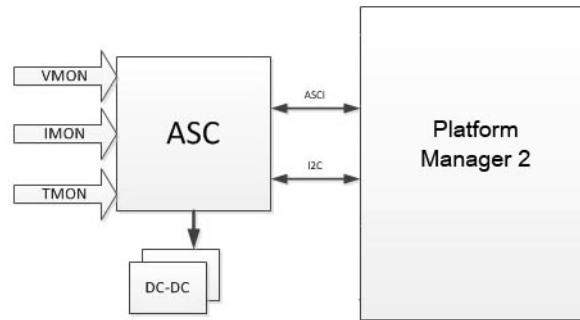 VMON
IMON
TMON
ASC
ASCI
I2C
Platform
Manager 2
DC-DC